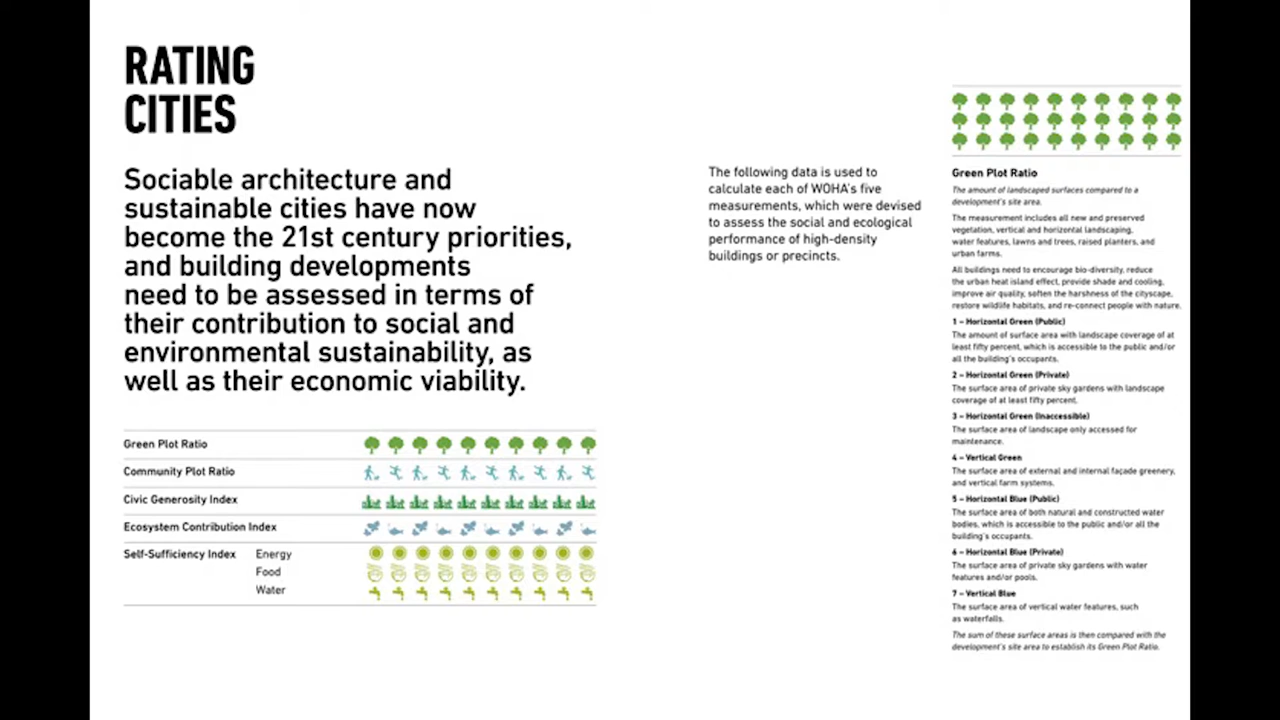 RATING
CITIES
Sociable architecture and
sustainable cities have now
become the 21st century priorities,
and building developments
need to be assessed in terms of
their contribution to social and
environmental sustainability, as
well as their economic viability.
Green Plot Ratio
Community Plot Ratio
Civic Generosity Index
Ecosystem Contribution Index
Self-Sufficiency Index Energy
Food
Water
The following data is used to
calculate each of WOHA's five
measurements, which were devised
to assess the social and ecological
performance of high-density
buildings or precincts.
Green Plot Ratio
The amount of landscaped surfaces compared to a
development's site area.
The measurement includes all new and preserved
vegetation, vertical and horizontal landscaping,
water features, lawns and trees, raised planters, and
urban farms.
All buildings need to encourage bio-diversity, reduce
the urban heat island effect, provide shade and cooling,
improve air quality, soften the harshness of the cityscape,
restore wildlife habitats, and re-connect people with nature.
1 – Horizontal Green (Public)
The amount of surface area with landscape coverage of at
least fifty percent, which is accessible to the public and/or
all the building's occupants.
2 – Horizontal Green (Private)
The surface area of private sky gardens with landscape
coverage of at least fifty percent.
3 – Horizontal Green (Inaccessible)
The surface area of landscape only accessed for
maintenance.
4 – Vertical Green
The surface area of external and internal façade greenery,
and vertical farm systems.
5 – Horizontal Blue (Public)
The surface area of both natural and constructed water
bodies, which is accessible to the public and/or all the
building's occupants.
6 – Horizontal Blue (Private)
The surface area of private sky gardens with water
features and/or pools.
7 – Vertical Blue
The surface area of vertical water features, such
as waterfalls.
The sum of these surface areas is then compared with the
development's site area to establish its Green Plot Ratio.